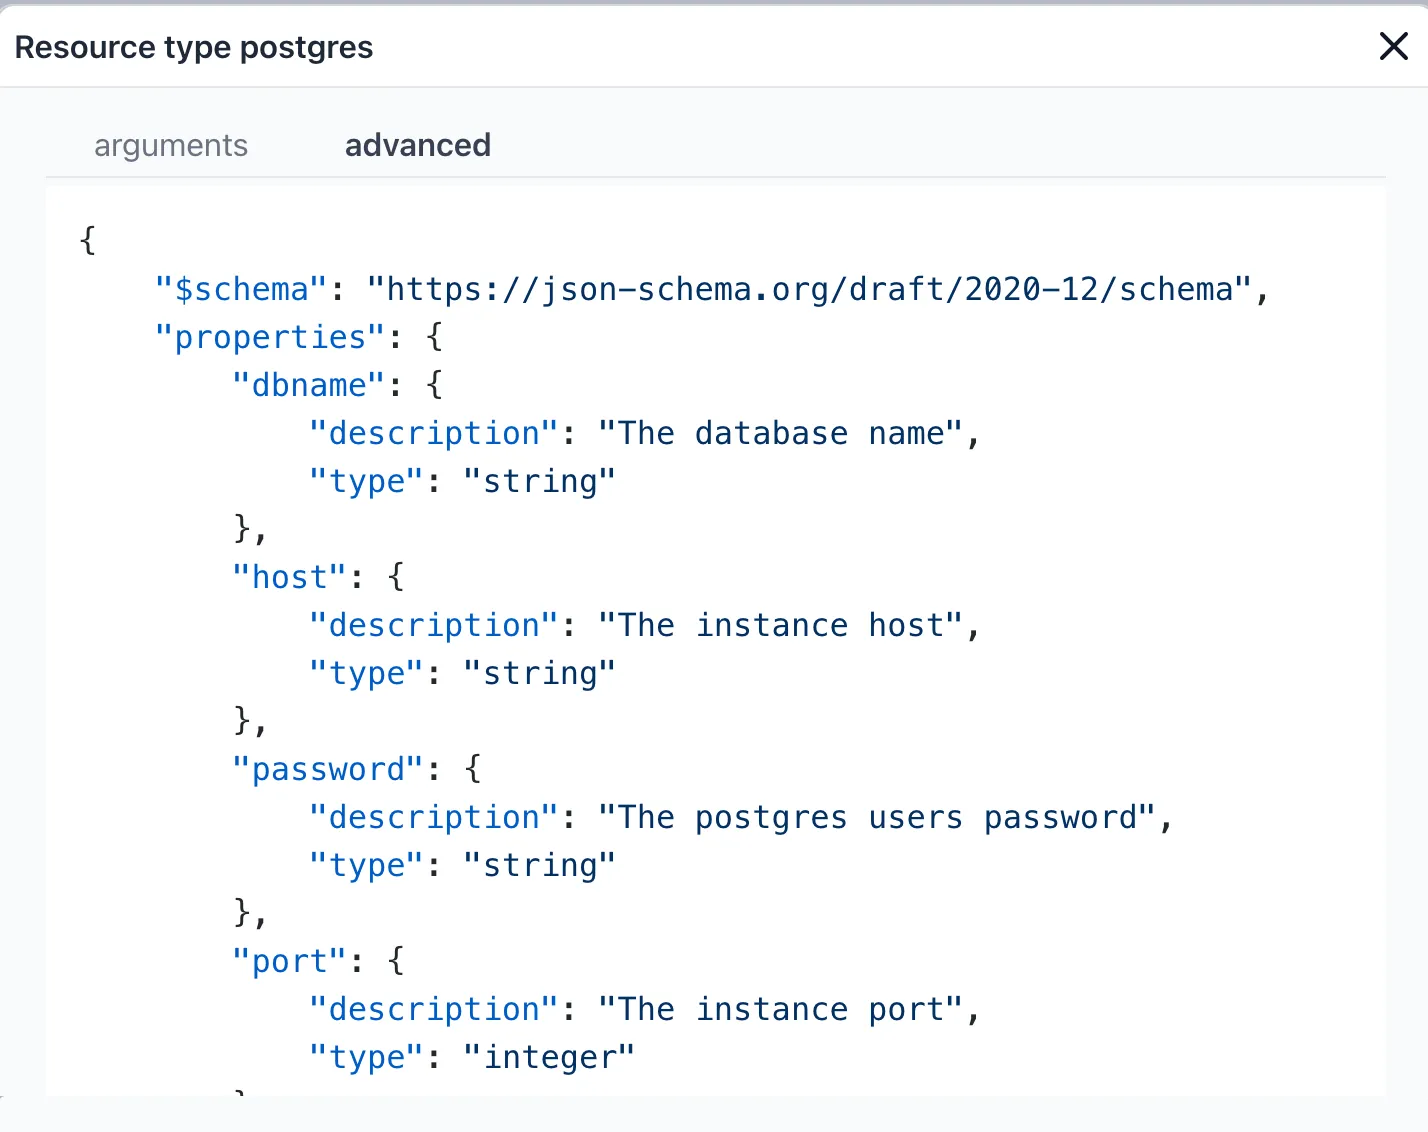 Resource type postgres
arguments advanced
{
    "$schema": "https://json-schema.org/draft/2020-12/schema",
    "properties": {
        "dbname": {
            "description": "The database name",
            "type": "string"
        },
        "host": {
            "description": "The instance host",
            "type": "string"
        },
        "password": {
            "description": "The postgres users password",
            "type": "string"
        },
        "port": {
            "description": "The instance port",
            "type": "integer"